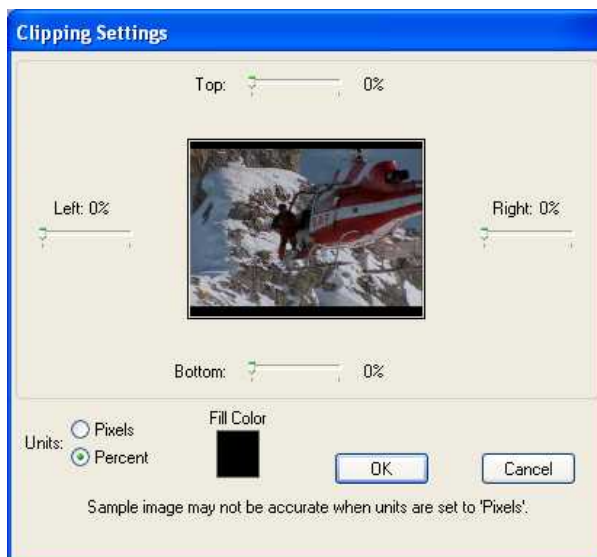 Clipping Settings
Top: 0%
Left: 0%
Right: 0%
Bottom: 0%
Units:
Pixels
Percent
Fill Color
OK
Cancel
Sample image may not be accurate when units are set to 'Pixels'.